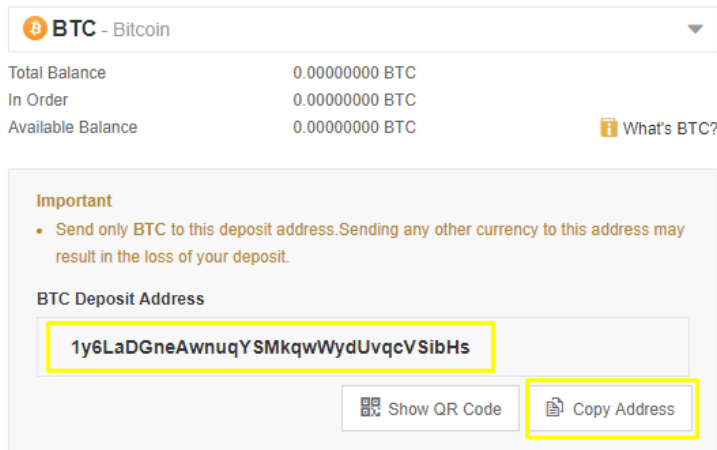 BTC - Bitcoin
Total Balance 0.00000000 BTC
In Order 0.00000000 BTC
Available Balance 0.00000000 BTC What's BTC?
Important
• Send only BTC to this deposit address.Sending any other currency to this address may
result in the loss of your deposit.
BTC Deposit Address
1y6LaDGneAwnuqYSMkqwWydUvqcVSibHs
Show QR Code Copy Address